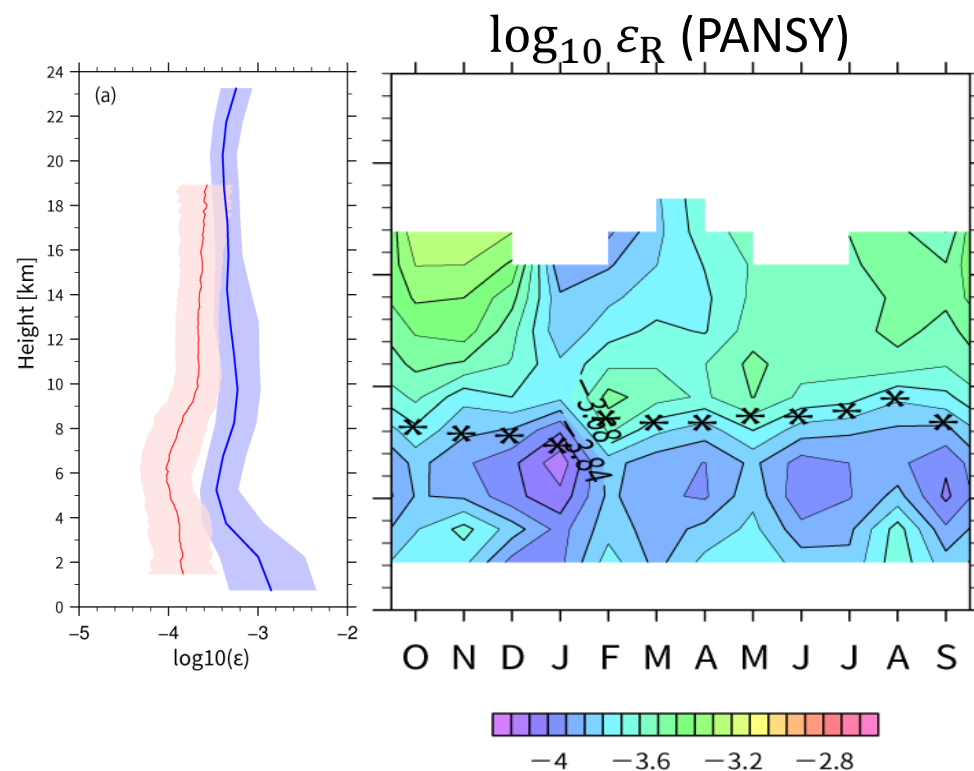 log₁₀ ε_R (PANSY)
(a)
24
22
20
18
16
14
12
10
8
6
4
2
0
Height [km]
−5 −4 −3 −2
log10(ε)
−3.68
−3.84
O N D J F M A M J J A S
−4 −3.6 −3.2 −2.8